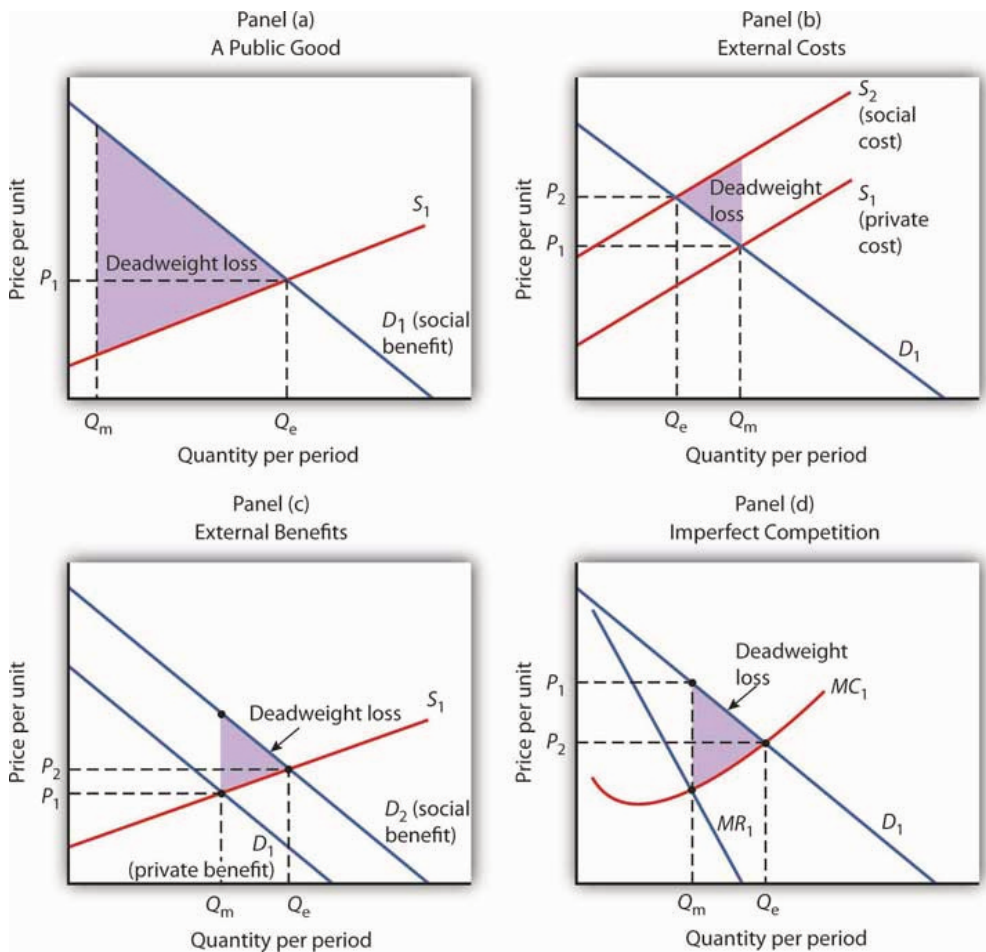 Panel (a)
A Public Good
Price per unit
P1
Deadweight loss
S1
D1 (social
benefit)
Qm
Qe
Quantity per period
Panel (b)
External Costs
Price per unit
P2
P1
Deadweight
loss
S2
(social
cost)
S1
(private
cost)
D1
Qe
Qm
Quantity per period
Panel (c)
External Benefits
Price per unit
P2
P1
Deadweight loss
S1
D2 (social
benefit)
D1
(private benefit)
Qm
Qe
Quantity per period
Panel (d)
Imperfect Competition
Price per unit
P1
P2
Deadweight
loss
MC1
MR1
D1
Qm
Qe
Quantity per period